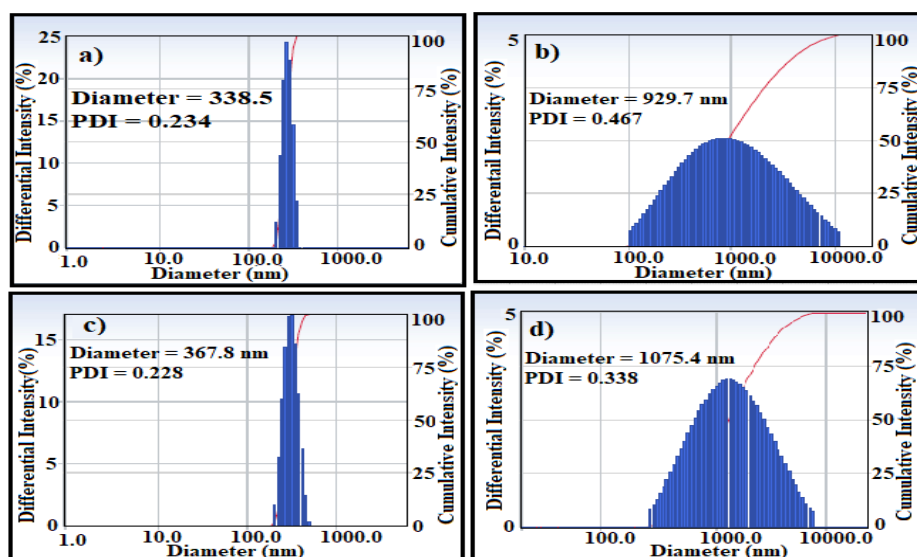 a)
Diameter = 338.5
PDI = 0.234
Differential Intensity (%)
25
20
15
10
5
0
Cumulative Intensity (%)
100
75
50
25
0
1.0 10.0 100.0 1000.0
Diameter (nm)
b)
Diameter = 929.7 nm
PDI = 0.467
Differentail Intensity (%)
5
0
Cumulative Intensity (%)
100
75
50
25
0
10.0 100.0 1000.0 10000.0
Diameter (nm)
c)
Diameter = 367.8 nm
PDI = 0.228
Differential Intensity(%)
15
10
5
0
Cumulative Intensity (%)
100
75
50
25
0
1.0 10.0 100.0 1000.0
Diameter (nm)
d)
Diameter = 1075.4 nm
PDI = 0.338
Differential Intensity (%)
5
0
Cumulative Intensity (%)
100
75
50
25
0
100.0 1000.0 10000.0
Diameter (nm)